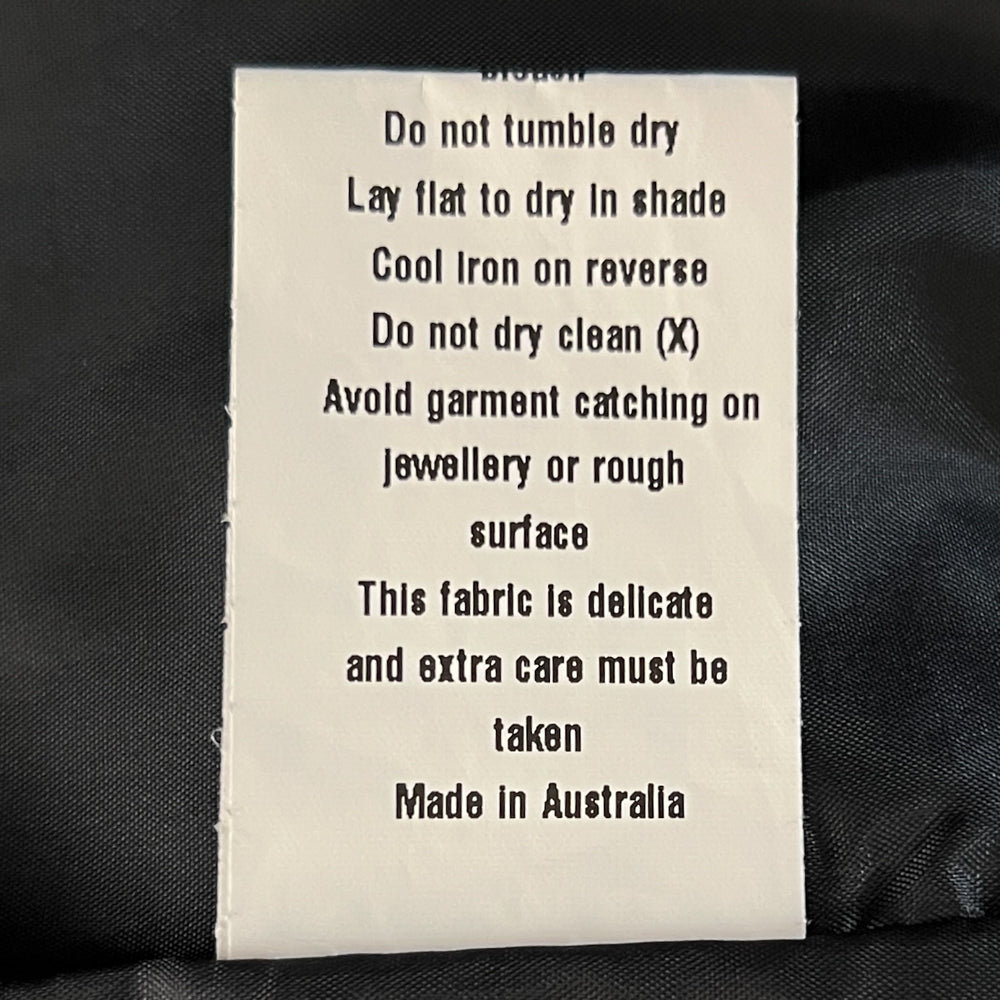 Do not tumble dry
Lay flat to dry in shade
Cool iron on reverse
Do not dry clean (X)
Avoid garment catching on
jewellery or rough
surface
This fabric is delicate
and extra care must be
taken
Made in Australia